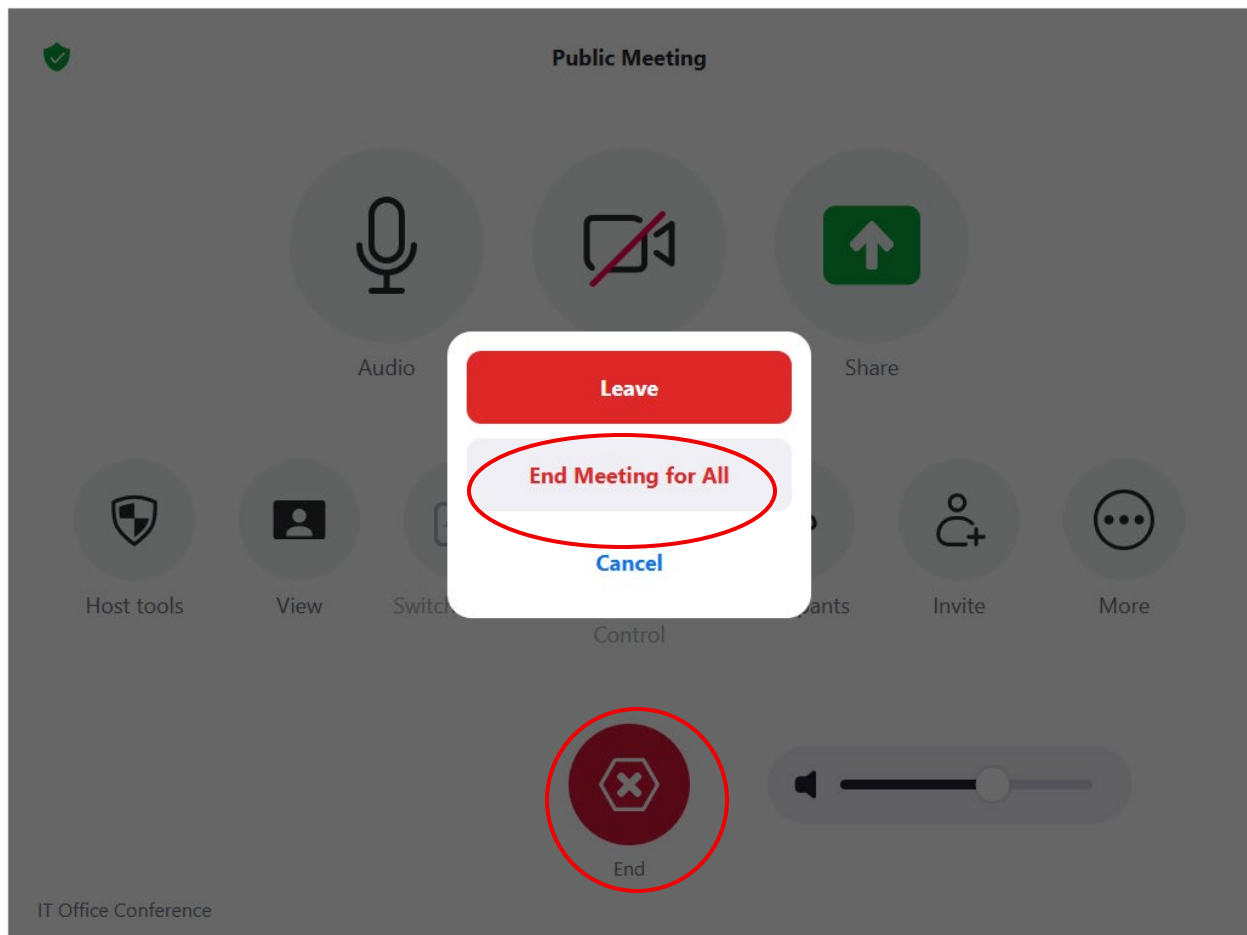 Public Meeting
Audio
Share
Leave
End Meeting for All
Cancel
Host tools
View
Invite
More
Control
End
IT Office Conference